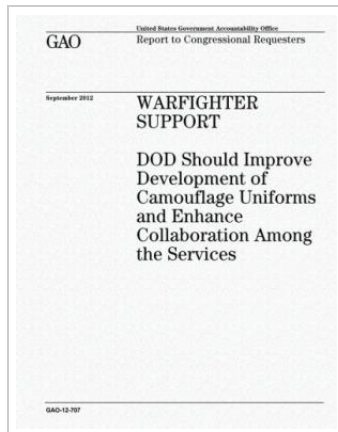 United States Government Accountability Office
GAO
Report to Congressional Requesters
September 2012
WARFIGHTER
SUPPORT
DOD Should Improve
Development of
Camouflage Uniforms
and Enhance
Collaboration Among
the Services
GAO-12-707